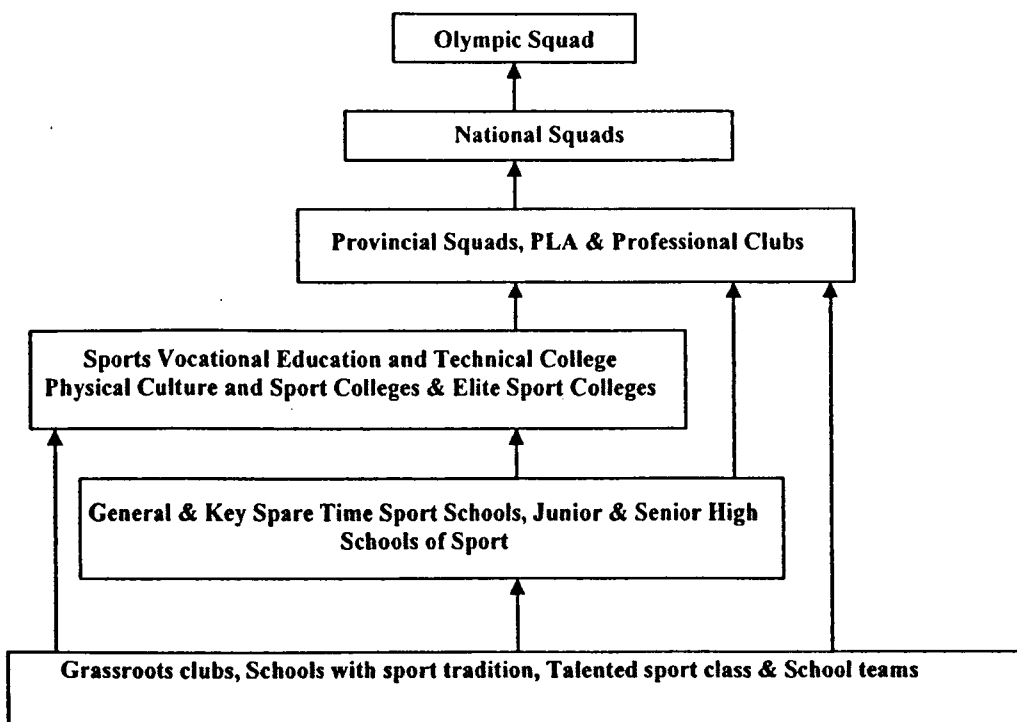 Olympic Squad
National Squads
Provincial Squads, PLA & Professional Clubs
Sports Vocational Education and Technical College
Physical Culture and Sport Colleges & Elite Sport Colleges
General & Key Spare Time Sport Schools, Junior & Senior High
Schools of Sport
Grassroots clubs, Schools with sport tradition, Talented sport class & School teams